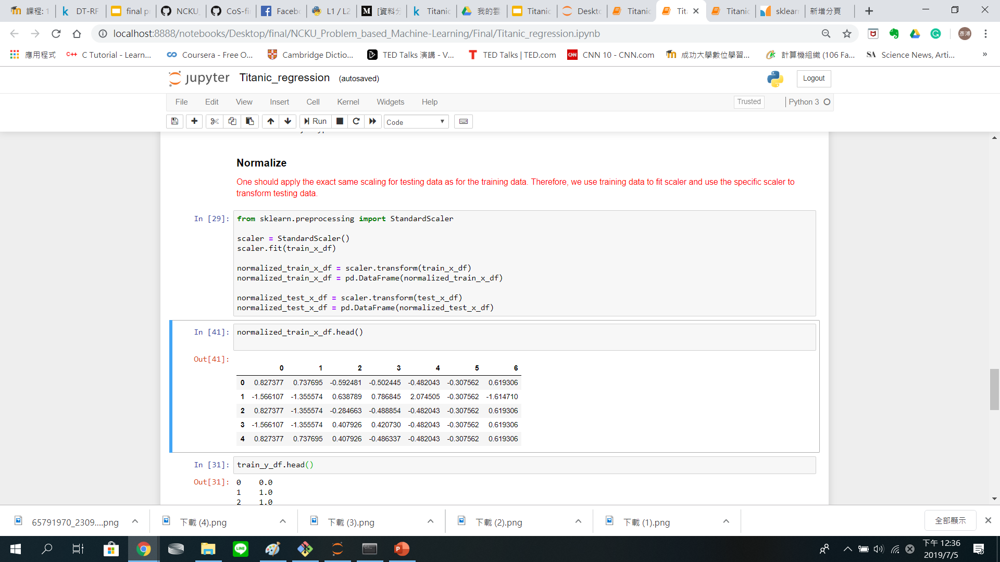 課程: 1
DT-RF
final p
NCKU_
CoS-fi
Facebo
L1 / L2
[資料分
Titanic
我的雲
Titanic
Deskto
Titanic
Tita
Titanic
sklearn
新增分頁
localhost:8888/notebooks/Desktop/final/NCKU_Problem_based_Machine-Learning/Final/Titanic_regression.ipynb
彥溥
應用程式
C++ C Tutorial - Learn...
Coursera - Free O...
Cambridge Dictio...
TED Talks 演講 - V...
T TED Talks | TED.com
CNN CNN 10 - CNN.com
成功大學數位學習...
計算機組織 (106 Fa...
SA Science News, Arti...
»
jupyter Titanic_regression (autosaved)
Logout
File Edit View Insert Cell Kernel Widgets Help
Trusted
Python 3
Run
Code
Normalize
One should apply the exact same scaling for testing data as for the training data. Therefore, we use training data to fit scaler and use the specific scaler to
transform testing data.
In [29]: from sklearn.preprocessing import StandardScaler
scaler = StandardScaler()
scaler.fit(train_x_df)
normalized_train_x_df = scaler.transform(train_x_df)
normalized_train_x_df = pd.DataFrame(normalized_train_x_df)
normalized_test_x_df = scaler.transform(test_x_df)
normalized_test_x_df = pd.DataFrame(normalized_test_x_df)
In [41]: normalized_train_x_df.head()
Out[41]:
0 1 2 3 4 5 6
0 0.827377 0.737695 -0.592481 -0.502445 -0.482043 -0.307562 0.619306
1 -1.566107 -1.355574 0.638789 0.786845 2.074505 -0.307562 -1.614710
2 0.827377 -1.355574 -0.284663 -0.488854 -0.482043 -0.307562 0.619306
3 -1.566107 -1.355574 0.407926 0.420730 -0.482043 -0.307562 0.619306
4 0.827377 0.737695 0.407926 -0.486337 -0.482043 -0.307562 0.619306
In [31]: train_y_df.head()
Out[31]: 0 0.0
1 1.0
2 1.0
65791970_2309....png
下載 (4).png
下載 (3).png
下載 (2).png
下載 (1).png
全部顯示
下午 12:36
2019/7/5